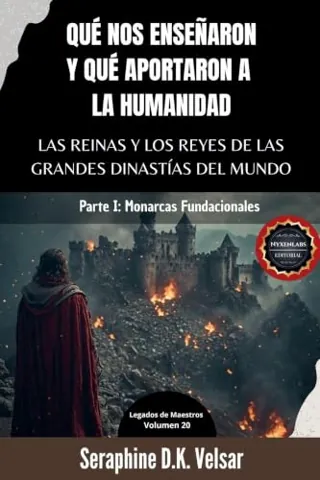 QUÉ NOS ENSEÑARON
Y QUÉ APORTARON A
LA HUMANIDAD
LAS REINAS Y LOS REYES DE LAS
GRANDES DINASTÍAS DEL MUNDO
Parte I: Monarcas Fundacionales
NYXENLABS
EDITORIAL
Legados de Maestros
Volumen 20
Seraphine D.K. Velsar